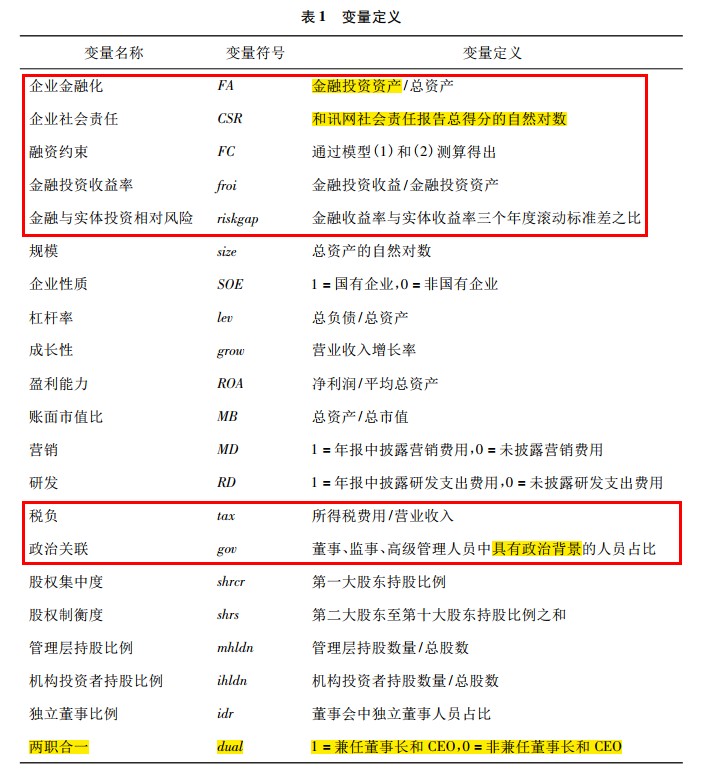 表1 变量定义
变量名称 变量符号 变量定义
企业金融化 FA 金融投资资产/总资产
企业社会责任 CSR 和讯网社会责任报告总得分的自然对数
融资约束 FC 通过模型(1)和(2)测算得出
金融投资收益率 froi 金融投资收益/金融投资资产
金融与实体投资相对风险 riskgap 金融收益率与实体收益率三个年度滚动标准差之比
规模 size 总资产的自然对数
企业性质 SOE 1=国有企业,0=非国有企业
杠杆率 lev 总负债/总资产
成长性 grow 营业收入增长率
盈利能力 ROA 净利润/平均总资产
账面市值比 MB 总资产/总市值
营销 MD 1=年报中披露营销费用,0=未披露营销费用
研发 RD 1=年报中披露研发支出费用,0=未披露研发支出费用
税负 tax 所得税费用/营业收入
政治关联 gov 董事、监事、高级管理人员中具有政治背景的人员占比
股权集中度 shrcr 第一大股东持股比例
股权制衡度 shrs 第二大股东至第十大股东持股比例之和
管理层持股比例 mhldn 管理层持股数量/总股数
机构投资者持股比例 ihldn 机构投资者持股数量/总股数
独立董事比例 idr 董事会中独立董事人员占比
两职合一 dual 1=兼任董事长和CEO,0=非兼任董事长和CEO